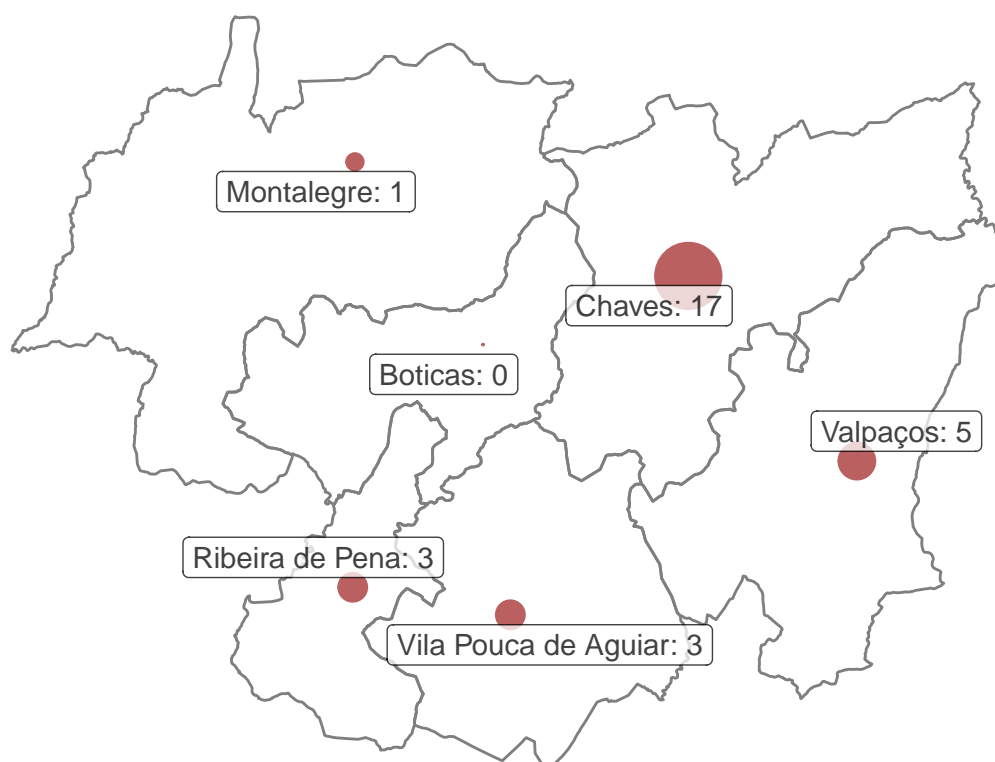 Montalegre: 1
Chaves: 17
Boticas: 0
Valpaços: 5
Ribeira de Pena: 3
Vila Pouca de Aguiar: 3